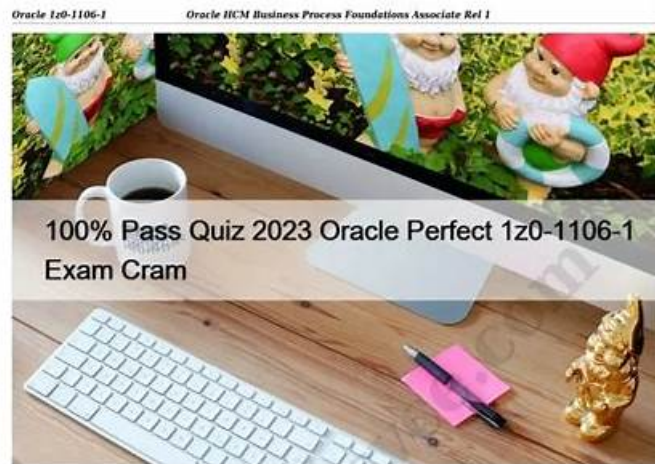 Oracle 1z0-1106-1 Oracle HCM Business Process Foundations Associate Rel 1
100% Pass Quiz 2023 Oracle Perfect 1z0-1106-1
Exam Cram